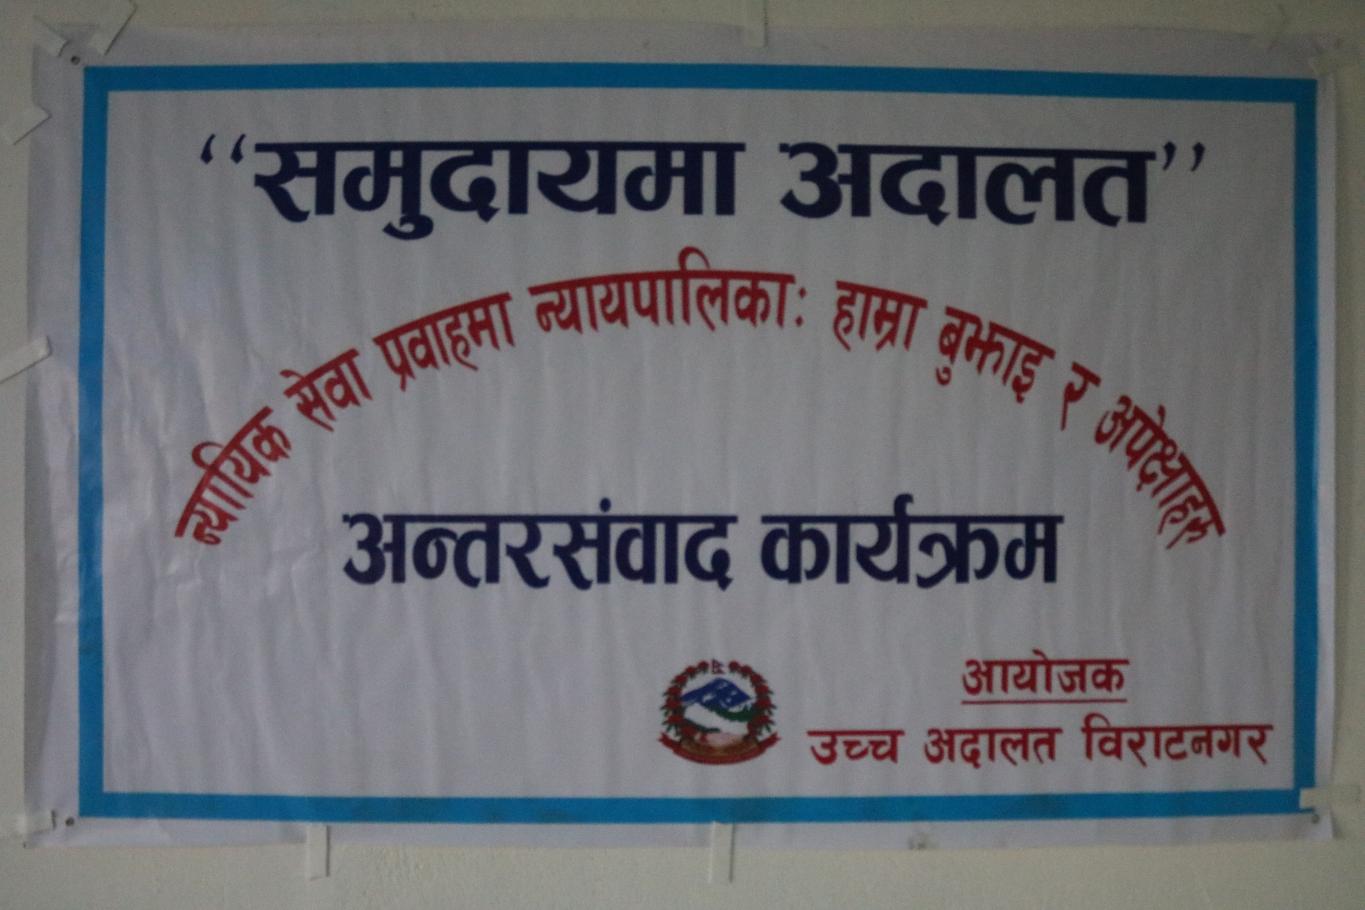 ‘‘समुदायमा अदालत’’
न्यायिक सेवा प्रवाहमा न्यायपालिकाः हाम्रा बुझाइ र अपेक्षाहरु
अन्तरसंवाद कार्यक्रम
आयोजक
उच्च अदालत विराटनगर